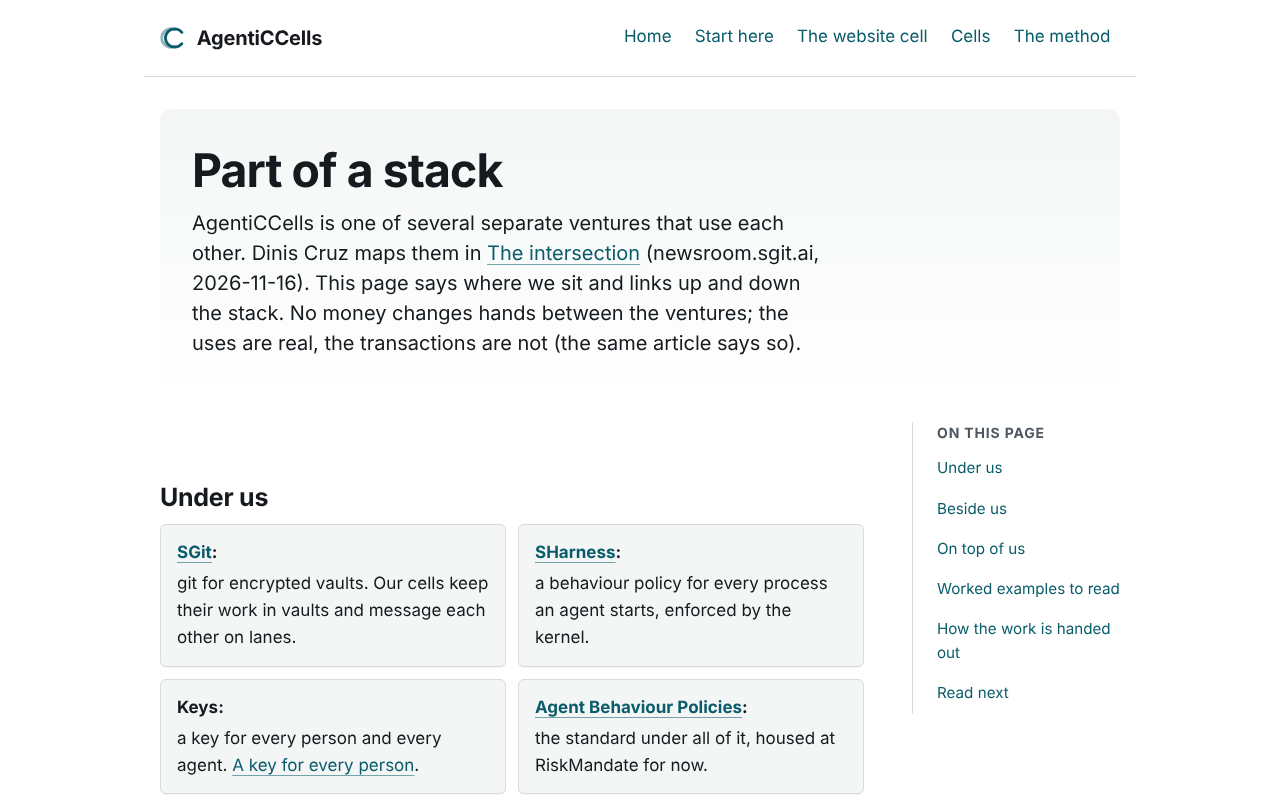 AgentiCCells
Home
Start here
The website cell
Cells
The method
Part of a stack
AgentiCCells is one of several separate ventures that use each
other. Dinis Cruz maps them in The intersection (newsroom.sgit.ai,
2026-11-16). This page says where we sit and links up and down
the stack. No money changes hands between the ventures; the
uses are real, the transactions are not (the same article says so).
Under us
SGit:
git for encrypted vaults. Our cells keep
their work in vaults and message each
other on lanes.
SHarness:
a behaviour policy for every process
an agent starts, enforced by the
kernel.
Keys:
a key for every person and every
agent. A key for every person.
Agent Behaviour Policies:
the standard under all of it, housed at
RiskMandate for now.
ON THIS PAGE
Under us
Beside us
On top of us
Worked examples to read
How the work is handed
out
Read next